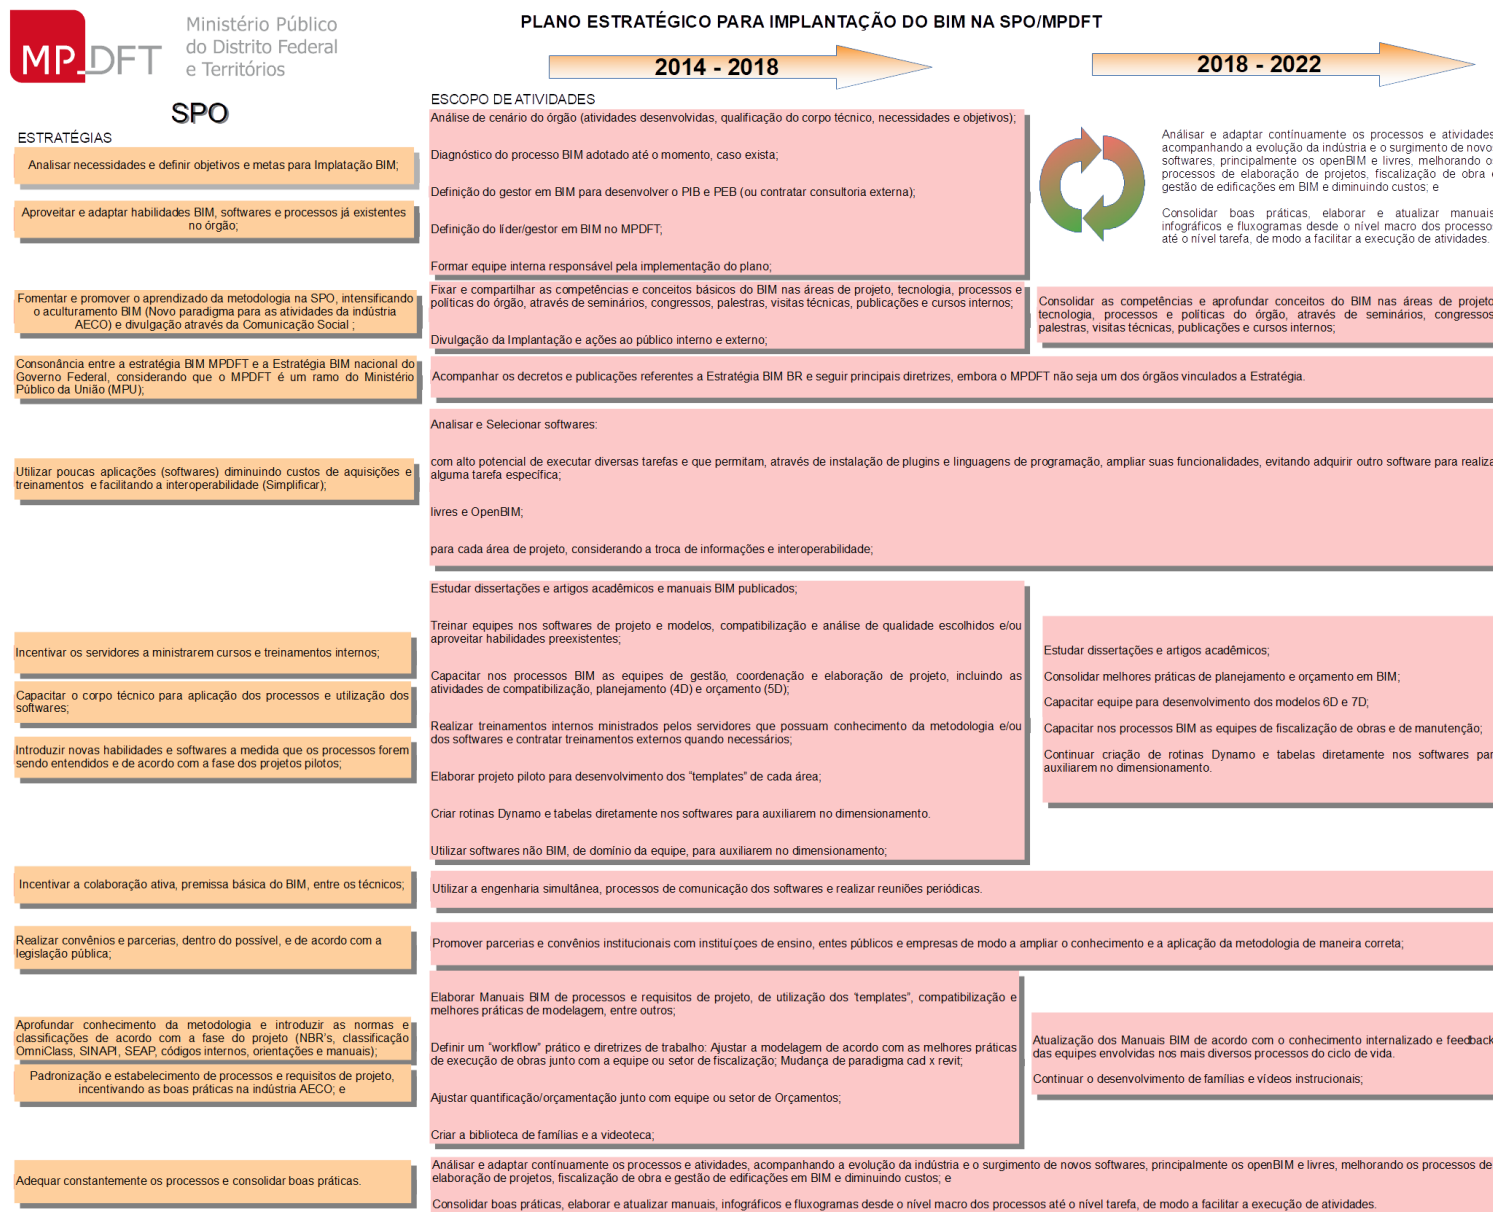 MP_DFT
Ministério Público
do Distrito Federal
e Territórios
PLANO ESTRATÉGICO PARA IMPLANTAÇÃO DO BIM NA SPO/MPDFT
2014 - 2018
2018 - 2022
SPO
ESTRATÉGIAS
ESCOPO DE ATIVIDADES
Analisar necessidades e definir objetivos e metas para Implatação BIM;
Aproveitar e adaptar habilidades BIM, softwares e processos já existentes
no órgão;
Análise de cenário do órgão (atividades desenvolvidas, qualificação do corpo técnico, necessidades e objetivos);
Diagnóstico do processo BIM adotado até o momento, caso exista;
Definição do gestor em BIM para desenvolver o PIB e PEB (ou contratar consultoria externa);
Definição do líder/gestor em BIM no MPDFT;
Formar equipe interna responsável pela implementação do plano;
Análisar e adaptar contínuamente os processos e atividades
acompanhando a evolução da indústria e o surgimento de novos
softwares, principalmente os openBIM e livres, melhorando os
processos de elaboração de projetos, fiscalização de obra e
gestão de edificações em BIM e diminuindo custos; e
Consolidar boas práticas, elaborar e atualizar manuais
infográficos e fluxogramas desde o nível macro dos processos
até o nível tarefa, de modo a facilitar a execução de atividades.
Fomentar e promover o aprendizado da metodologia na SPO, intensificando
o aculturamento BIM (Novo paradigma para as atividades da indústria
AECO) e divulgação através da Comunicação Social ;
Fixar e compartilhar as competências e conceitos básicos do BIM nas áreas de projeto, tecnologia, processos e
políticas do órgão, através de seminários, congressos, palestras, visitas técnicas, publicações e cursos internos;
Divulgação da Implantação e ações ao público interno e externo;
Consolidar as competências e aprofundar conceitos do BIM nas áreas de projeto
tecnologia, processos e políticas do órgão, através de seminários, congressos
palestras, visitas técnicas, publicações e cursos internos;
Consonância entre a estratégia BIM MPDFT e a Estratégia BIM nacional do
Governo Federal, considerando que o MPDFT é um ramo do Ministério
Público da União (MPU);
Acompanhar os decretos e publicações referentes a Estratégia BIM BR e seguir principais diretrizes, embora o MPDFT não seja um dos órgãos vinculados a Estratégia.
Utilizar poucas aplicações (softwares) diminuindo custos de aquisições e
treinamentos e facilitando a interoperabilidade (Simplificar);
Analisar e Selecionar softwares:
com alto potencial de executar diversas tarefas e que permitam, através de instalação de plugins e linguagens de programação, ampliar suas funcionalidades, evitando adquirir outro software para realiza
alguma tarefa específica;
livres e OpenBIM;
para cada área de projeto, considerando a troca de informações e interoperabilidade;
Incentivar os servidores a ministrarem cursos e treinamentos internos;
Capacitar o corpo técnico para aplicação dos processos e utilização dos
softwares;
Introduzir novas habilidades e softwares a medida que os processos forem
sendo entendidos e de acordo com a fase dos projetos pilotos;
Estudar dissertações e artigos acadêmicos e manuais BIM publicados;
Treinar equipes nos softwares de projeto e modelos, compatibilização e análise de qualidade escolhidos e/ou
aproveitar habilidades preexistentes;
Capacitar nos processos BIM as equipes de gestão, coordenação e elaboração de projeto, incluindo as
atividades de compatibilização, planejamento (4D) e orçamento (5D);
Realizar treinamentos internos ministrados pelos servidores que possuam conhecimento da metodologia e/ou
dos softwares e contratar treinamentos externos quando necessários;
Elaborar projeto piloto para desenvolvimento dos “templates” de cada área;
Criar rotinas Dynamo e tabelas diretamente nos softwares para auxiliarem no dimensionamento.
Utilizar softwares não BIM, de domínio da equipe, para auxiliarem no dimensionamento;
Estudar dissertações e artigos acadêmicos;
Consolidar melhores práticas de planejamento e orçamento em BIM;
Capacitar equipe para desenvolvimento dos modelos 6D e 7D;
Capacitar nos processos BIM as equipes de fiscalização de obras e de manutenção;
Continuar criação de rotinas Dynamo e tabelas diretamente nos softwares par
auxiliarem no dimensionamento.
Incentivar a colaboração ativa, premissa básica do BIM, entre os técnicos;
Utilizar a engenharia simultânea, processos de comunicação dos softwares e realizar reuniões periódicas.
Realizar convênios e parcerias, dentro do possível, e de acordo com a
legislação pública;
Promover parcerias e convênios institucionais com instituíçoes de ensino, entes públicos e empresas de modo a ampliar o conhecimento e a aplicação da metodologia de maneira correta;
Aprofundar conhecimento da metodologia e introduzir as normas e
classificações de acordo com a fase do projeto (NBR's, classificação
OmniClass, SINAPI, SEAP, códigos internos, orientações e manuais);
Padronização e estabelecimento de processos e requisitos de projeto,
incentivando as boas práticas na indústria AECO; e
Elaborar Manuais BIM de processos e requisitos de projeto, de utilização dos “templates”, compatibilização e
melhores práticas de modelagem, entre outros;
Definir um “workflow” prático e diretrizes de trabalho: Ajustar a modelagem de acordo com as melhores práticas
de execução de obras junto com a equipe ou setor de fiscalização; Mudança de paradigma cad x revit;
Ajustar quantificação/orçamentação junto com equipe ou setor de Orçamentos;
Criar a biblioteca de famílias e a videoteca;
Atualização dos Manuais BIM de acordo com o conhecimento internalizado e feedback
das equipes envolvidas nos mais diversos processos do ciclo de vida.
Continuar o desenvolvimento de famílias e vídeos instrucionais;
Adequar constantemente os processos e consolidar boas práticas.
Análisar e adaptar contínuamente os processos e atividades, acompanhando a evolução da indústria e o surgimento de novos softwares, principalmente os openBIM e livres, melhorando os processos de
elaboração de projetos, fiscalização de obra e gestão de edificações em BIM e diminuindo custos; e
Consolidar boas práticas, elaborar e atualizar manuais, infográficos e fluxogramas desde o nível macro dos processos até o nível tarefa, de modo a facilitar a execução de atividades.